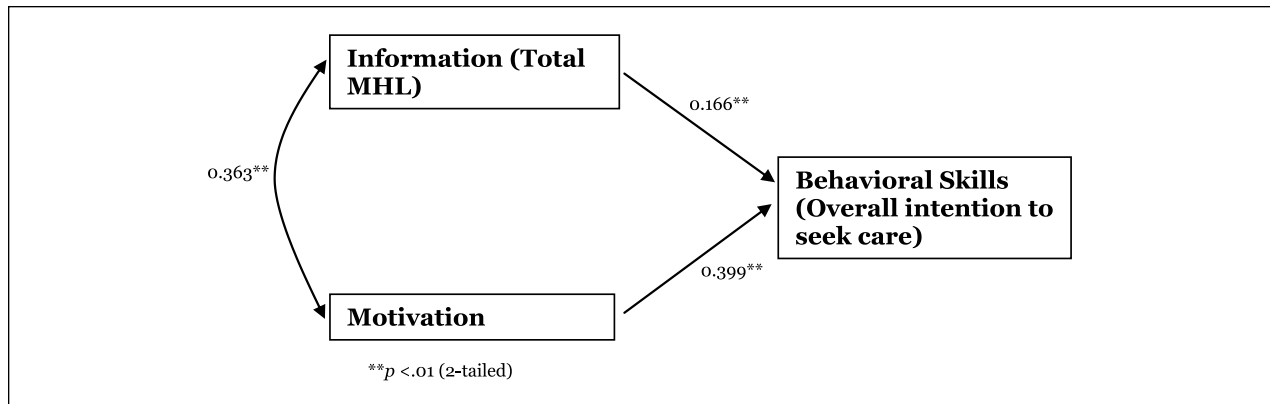 Information (Total
MHL)
0.166**
0.363**
Behavioral Skills
(Overall intention to
seek care)
0.399**
Motivation
**p <.01 (2-tailed)